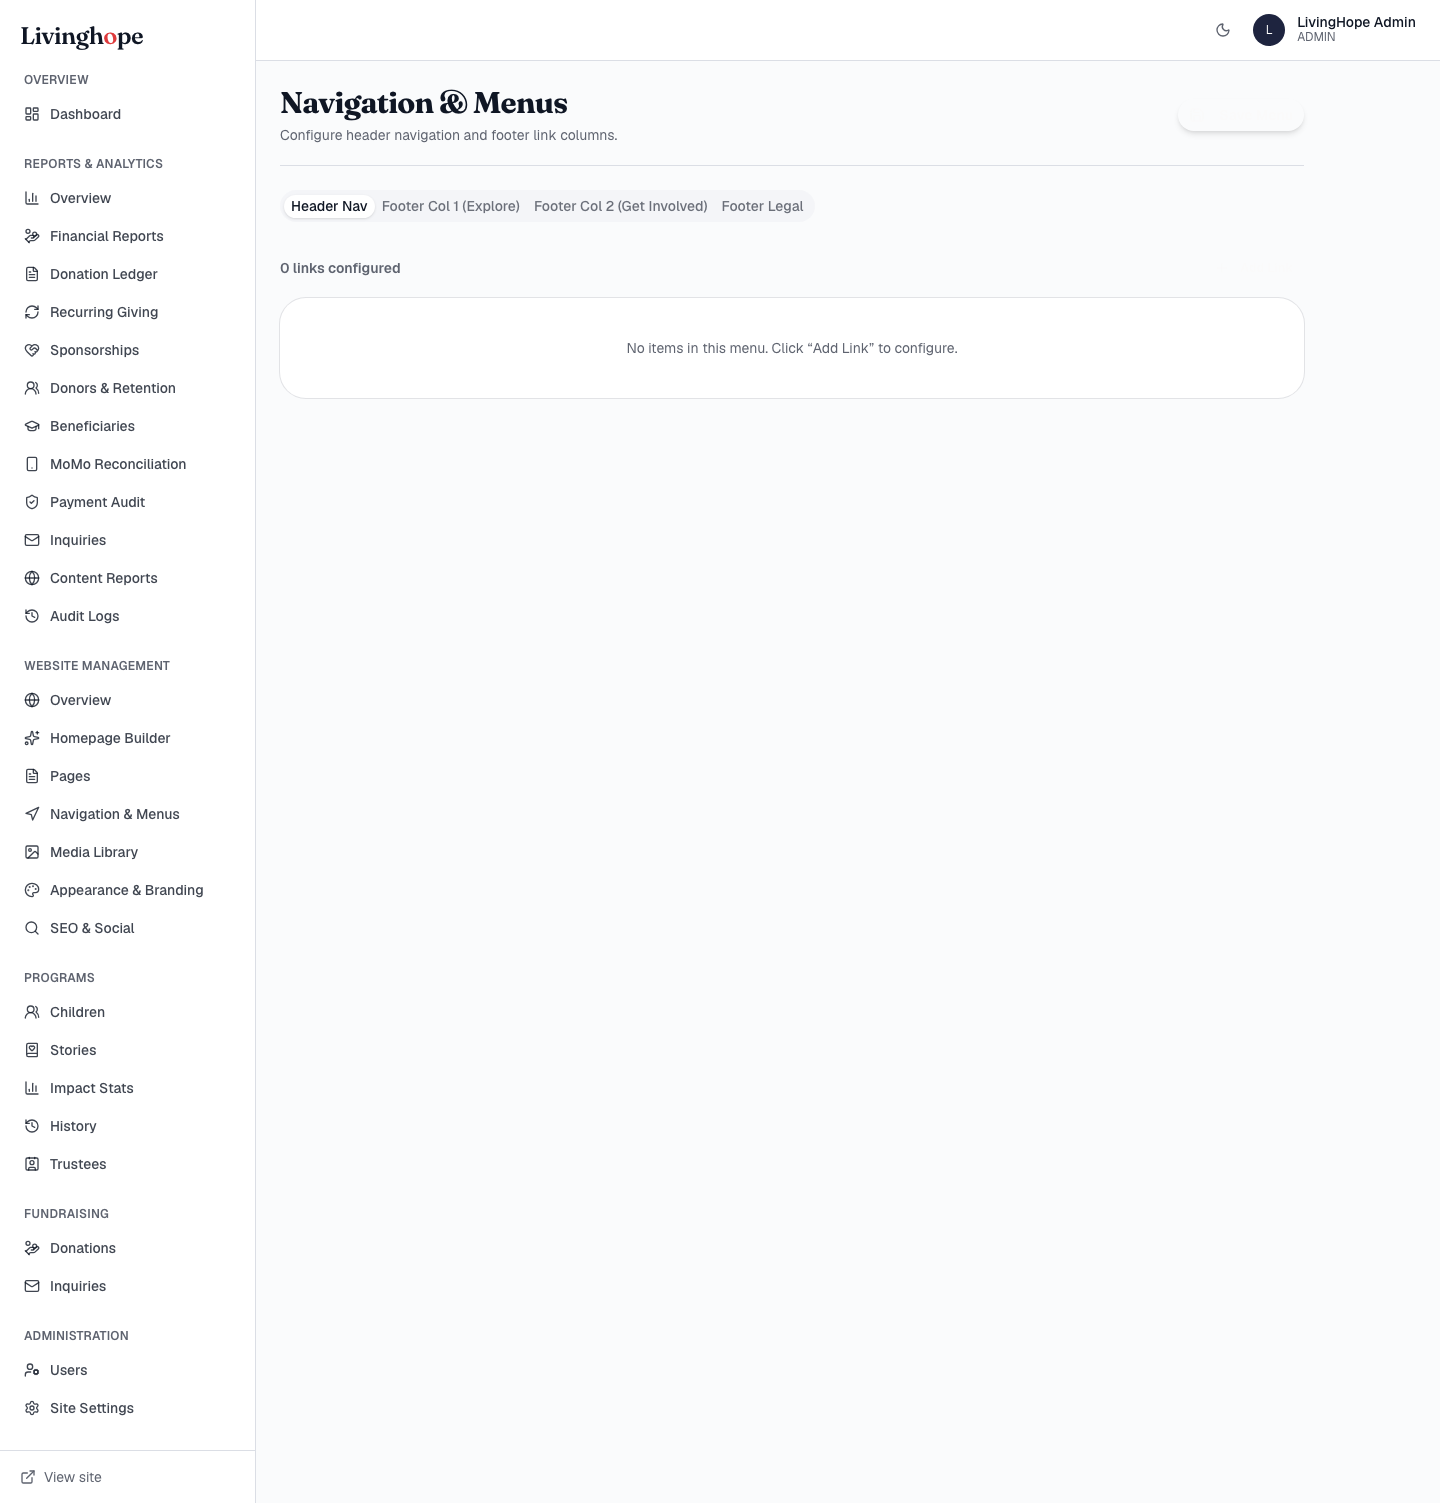 Livinghope
OVERVIEW
Dashboard
REPORTS & ANALYTICS
Overview
Financial Reports
Donation Ledger
Recurring Giving
Sponsorships
Donors & Retention
Beneficiaries
MoMo Reconciliation
Payment Audit
Inquiries
Content Reports
Audit Logs
WEBSITE MANAGEMENT
Overview
Homepage Builder
Pages
Navigation & Menus
Media Library
Appearance & Branding
SEO & Social
PROGRAMS
Children
Stories
Impact Stats
History
Trustees
FUNDRAISING
Donations
Inquiries
ADMINISTRATION
Users
Site Settings
View site
L
LivingHope Admin
ADMIN
Navigation & Menus
Configure header navigation and footer link columns.
Header Nav Footer Col 1 (Explore) Footer Col 2 (Get Involved) Footer Legal
0 links configured
No items in this menu. Click “Add Link” to configure.